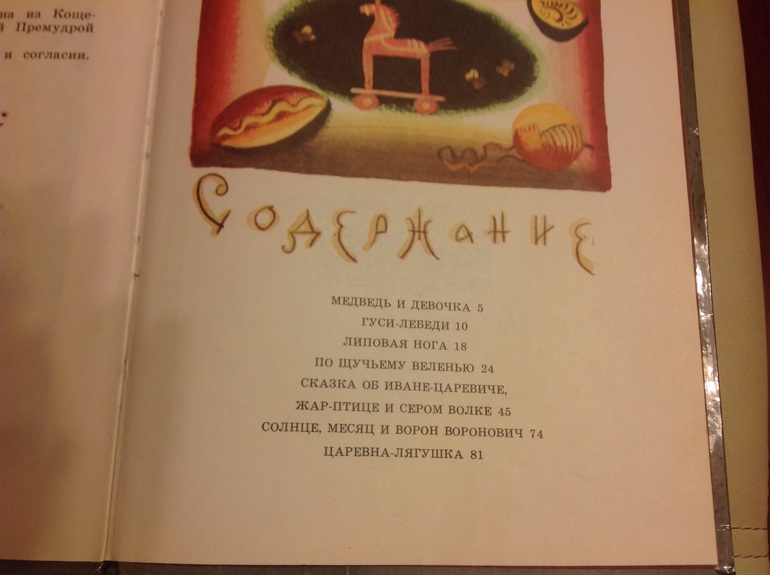 на из Коще-
й Премудрой
и согласии.
Содержание
МЕДВЕДЬ И ДЕВОЧКА 5
ГУСИ-ЛЕБЕДИ 10
ЛИПОВАЯ НОГА 18
ПО ЩУЧЬЕМУ ВЕЛЕНЬЮ 24
СКАЗКА ОБ ИВАНЕ-ЦАРЕВИЧЕ,
ЖАР-ПТИЦЕ И СЕРОМ ВОЛКЕ 45
СОЛНЦЕ, МЕСЯЦ И ВОРОН ВОРОНОВИЧ 74
ЦАРЕВНА-ЛЯГУШКА 81